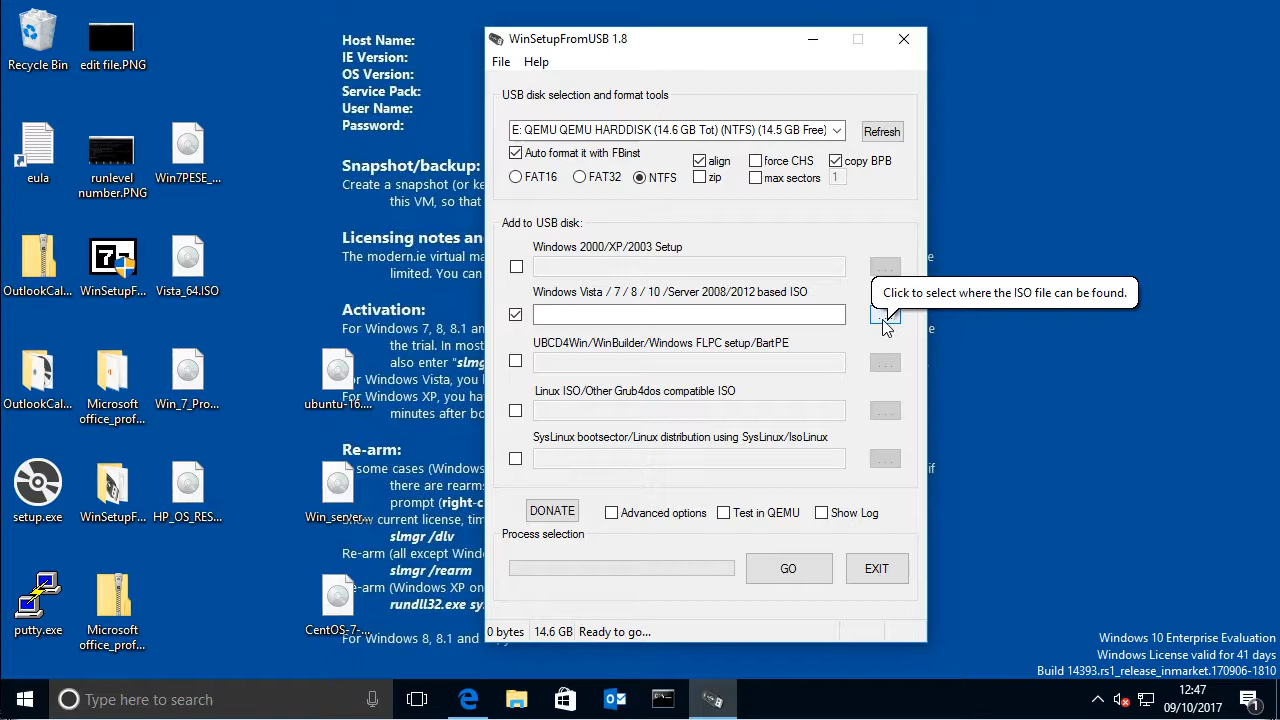 Recycle Bin
edit file.PNG
eula
runlevel
number.PNG
Win7PESE_...
OutlookCal...
WinSetupF...
Vista_64.ISO
OutlookCal...
Microsoft
office_prof...
Win_7_Pro...
ubuntu-16....
setup.exe
WinSetupF...
HP_OS_RES...
Win_server...
putty.exe
Microsoft
office_prof...
CentOS-7-...
Host Name:
IE Version:
OS Version:
Service Pack:
User Name:
Password:
Snapshot/backup:
Create a snapshot (or ke
this VM, so that
Licensing notes and
The modern.ie virtual ma
limited. You can
Activation:
For Windows 7, 8, 8.1 an
the trial. In most
also enter "slmg
For Windows Vista, you h
For Windows XP, you have
minutes after bo
Re-arm:
some cases (Windows
there are rearms
prompt (right-c
how current license, tim
slmgr /dlv
Re-arm (all except Wind
slmgr /rearm
e-arm (Windows XP on
rundll32.exe sy
For Windows 8, 8.1 and
WinSetupFromUSB 1.8
File Help
USB disk selection and format tools
E: QEMU QEMU HARDDISK (14.6 GB Tot) (NTFS) (14.5 GB Free)
Refresh
Auto format it with FBinst
align force CHS copy BPB
FAT16 FAT32 NTFS zip max sectors 1
Add to USB disk:
Windows 2000/XP/2003 Setup
...
Windows Vista / 7 / 8 / 10 /Server 2008/2012 based ISO
Click to select where the ISO file can be found.
UBCD4Win/WinBuilder/Windows FLPC setup/BartPE
...
Linux ISO/Other Grub4dos compatible ISO
...
SysLinux bootsector/Linux distribution using SysLinux/IsoLinux
...
DONATE Advanced options Test in QEMU Show Log
Process selection
GO EXIT
0 bytes 14.6 GB Ready to go...
Windows 10 Enterprise Evaluation
Windows License valid for 41 days
Build 14393.rs1_release_inmarket.170906-1810
Type here to search
12:47
09/10/2017
1